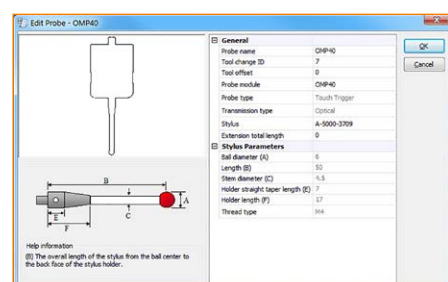 Edit Probe - OMP40
General
Probe name OMP40
Tool change ID 7
Tool offset 0
Probe module OMP40
Probe type Touch Trigger
Transmission type Optical
Stylus A-5000-3709
Extension total length 0
Stylus Parameters
Ball diameter (A) 6
Length (B) 50
Stem diameter (C) 4.5
Holder straight taper length (E) 7
Holder length (F) 17
Thread type M4
OK
Cancel
B
A
C
E
F
Help information
(B) The overall length of the stylus from the ball center to
the back face of the stylus holder.